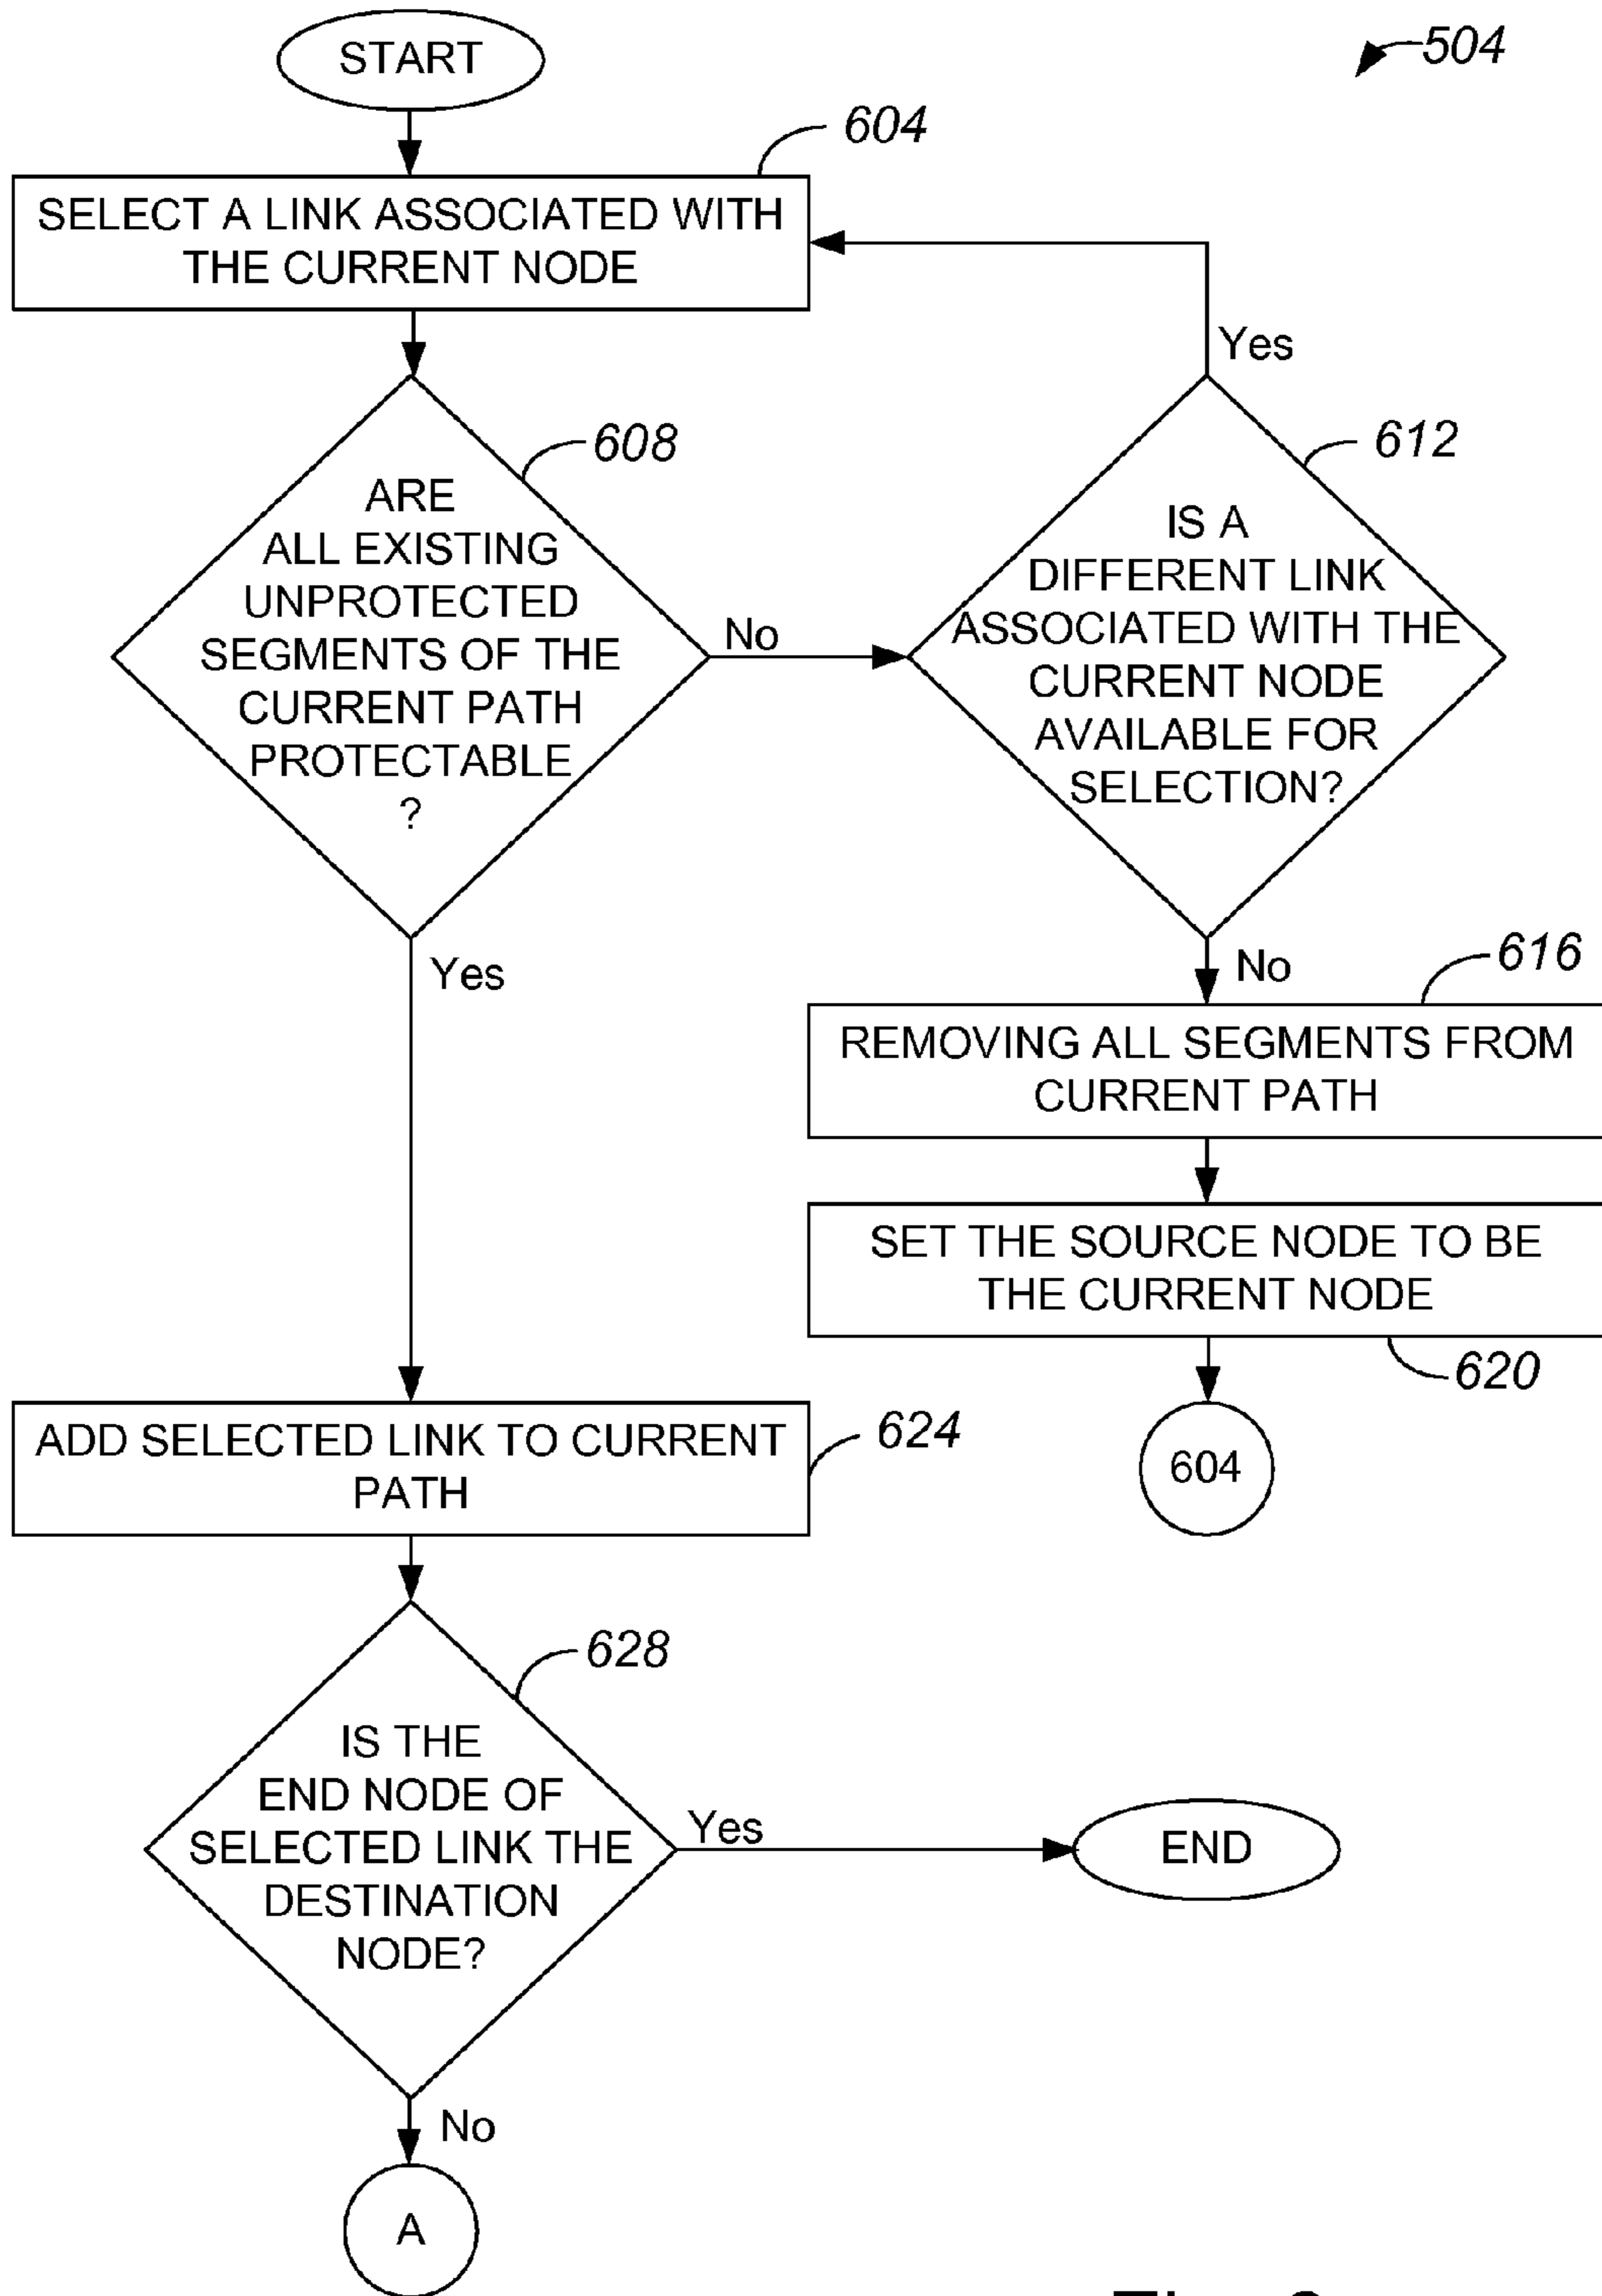 START
504
604
SELECT A LINK ASSOCIATED WITH
THE CURRENT NODE
Yes
608
612
ARE
ALL EXISTING
UNPROTECTED
SEGMENTS OF THE
CURRENT PATH
PROTECTABLE
?
No
IS A
DIFFERENT LINK
ASSOCIATED WITH THE
CURRENT NODE
AVAILABLE FOR
SELECTION?
Yes
No
616
REMOVING ALL SEGMENTS FROM
CURRENT PATH
SET THE SOURCE NODE TO BE
THE CURRENT NODE
620
604
ADD SELECTED LINK TO CURRENT
PATH
624
628
IS THE
END NODE OF
SELECTED LINK THE
DESTINATION
NODE?
Yes
END
No
A